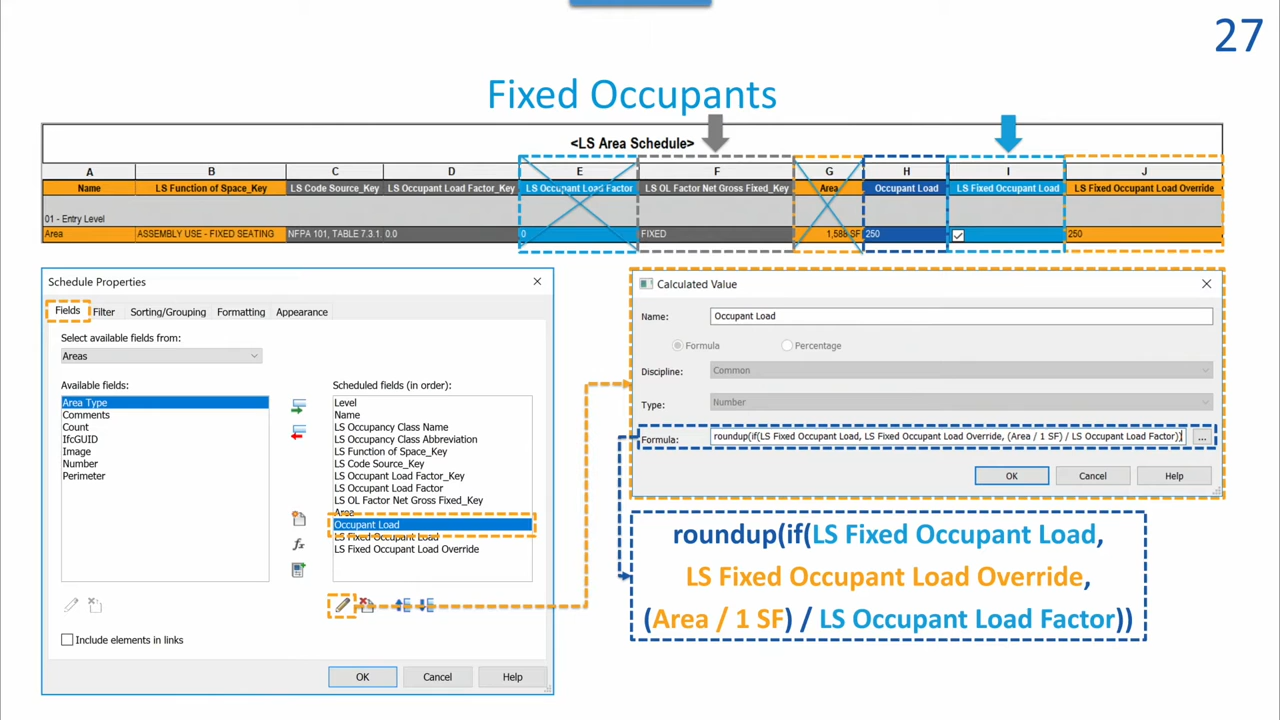 27
Fixed Occupants
<LS Area Schedule>
A B C D E F G H I J
Name LS Function of Space_Key LS Code Source_Key LS Occupant Load Factor_Key LS Occupant Load Factor LS OL Factor Net Gross Fixed_Key Area Occupant Load LS Fixed Occupant Load LS Fixed Occupant Load Override
01 - Entry Level
Area ASSEMBLY USE - FIXED SEATING NFPA 101, TABLE 7.3.1. 0.0 0 FIXED 1,588 SF 250 250
Schedule Properties
Fields Filter Sorting/Grouping Formatting Appearance
Select available fields from:
Areas
Available fields:
Area Type
Comments
Count
IfcGUID
Image
Number
Perimeter
Scheduled fields (in order):
Level
Name
LS Occupancy Class Name
LS Occupancy Class Abbreviation
LS Function of Space_Key
LS Code Source_Key
LS Occupant Load Factor_Key
LS Occupant Load Factor
LS OL Factor Net Gross Fixed_Key
Area
Occupant Load
LS Fixed Occupant Load
LS Fixed Occupant Load Override
fx
Include elements in links
OK Cancel Help
Calculated Value
Name: Occupant Load
Formula Percentage
Discipline: Common
Type: Number
Formula: roundup(if(LS Fixed Occupant Load, LS Fixed Occupant Load Override, (Area / 1 SF) / LS Occupant Load Factor)) ...
OK Cancel Help
roundup(if(LS Fixed Occupant Load,
LS Fixed Occupant Load Override,
(Area / 1 SF) / LS Occupant Load Factor))